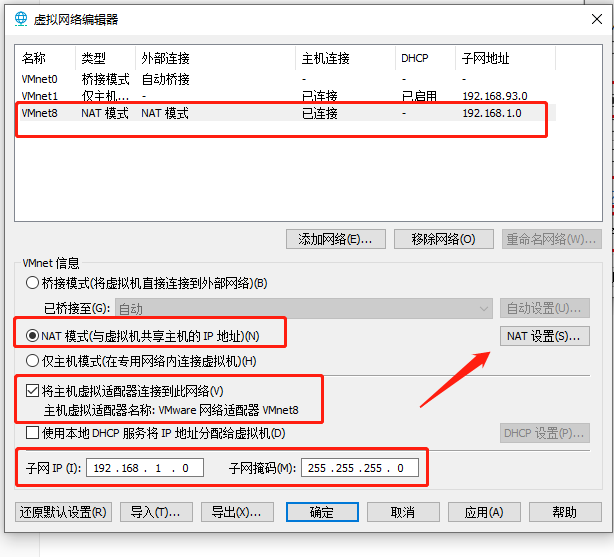 虚拟网络编辑器
名称 类型 外部连接 主机连接 DHCP 子网地址
VMnet0 桥接模式 自动桥接 - - -
VMnet1 仅主机... - 已连接 已启用 192.168.93.0
VMnet8 NAT 模式 NAT 模式 已连接 - 192.168.1.0
添加网络(E)... 移除网络(O) 重命名网络(W)...
VMnet 信息
桥接模式(将虚拟机直接连接到外部网络)(B)
已桥接至(G): 自动 自动设置(U)...
NAT 模式(与虚拟机共享主机的 IP 地址)(N) NAT 设置(S)...
仅主机模式(在专用网络内连接虚拟机)(H)
将主机虚拟适配器连接到此网络(V)
主机虚拟适配器名称: VMware 网络适配器 VMnet8
使用本地 DHCP 服务将 IP 地址分配给虚拟机(D) DHCP 设置(P)...
子网 IP (I): 192 .168 . 1 . 0 子网掩码(M): 255 .255 .255 . 0
还原默认设置(R) 导入(T)... 导出(X)... 确定 取消 应用(A) 帮助